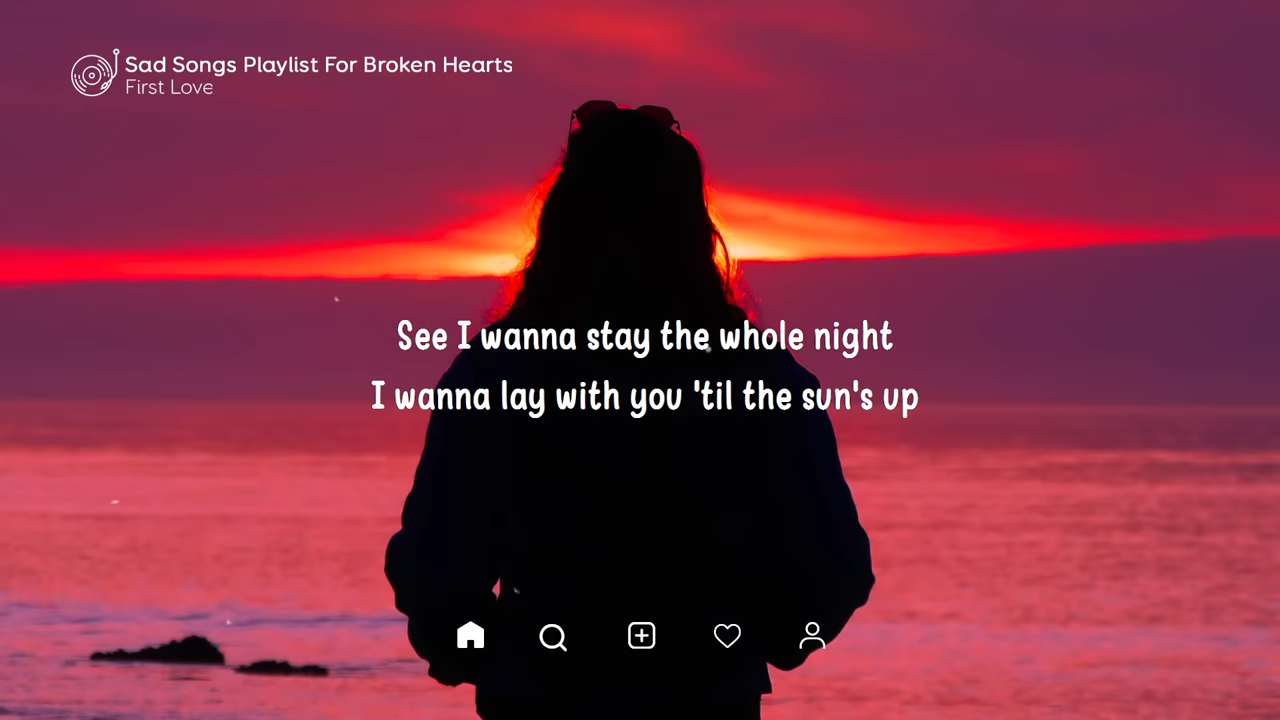 Sad Songs Playlist For Broken Hearts
First Love
See I wanna stay the whole night
I wanna lay with you 'til the sun's up